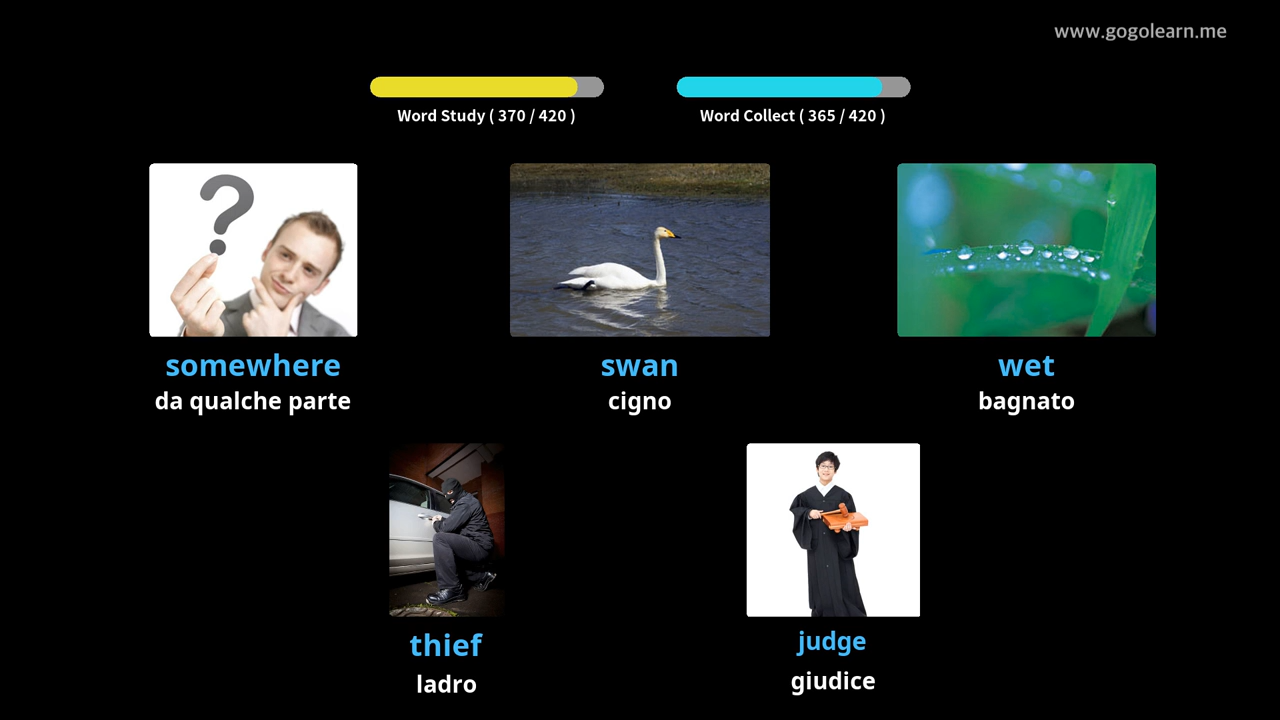 www.gogolearn.me
Word Study ( 370 / 420 )
Word Collect ( 365 / 420 )
?
somewhere
da qualche parte
swan
cigno
wet
bagnato
thief
ladro
judge
giudice